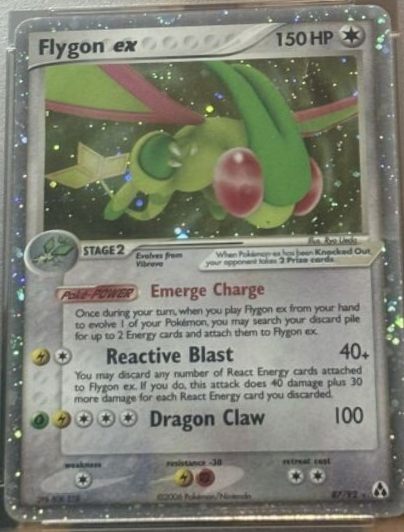 Flygon ex
150 HP
Illus. Ryo Ueda
STAGE 2
Evolves from
Vibrava
When Pokémon-ex has been Knocked Out,
your opponent takes 2 Prize cards.
POKé-POWER Emerge Charge
Once during your turn, when you play Flygon ex from your hand
to evolve 1 of your Pokémon, you may search your discard pile
for up to 2 Energy cards and attach them to Flygon ex.
Reactive Blast 40+
You may discard any number of React Energy cards attached
to Flygon ex. If you do, this attack does 40 damage plus 30
more damage for each React Energy card you discarded.
Dragon Claw 100
weakness
resistance -30
retreat cost
©2006 Pokémon/Nintendo
87/92